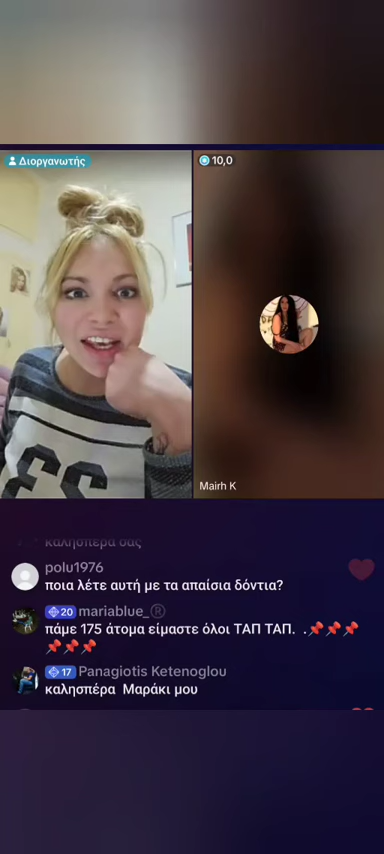 Διοργανωτής
10,0
Mairh K
καλησπέρα σας
polu1976
ποια λέτε αυτή με τα απαίσια δόντια?
20 mariablue_®
πάμε 175 άτομα είμαστε όλοι ΤΑΠ ΤΑΠ. .📌📌📌
📌📌📌
17 Panagiotis Ketenoglou
καλησπέρα Μαράκι μου